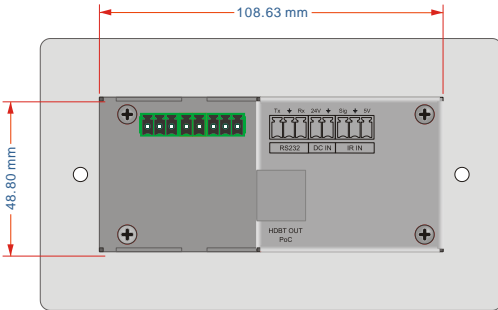 108.63 mm
48.80 mm
Tx Rx 24V Sig 5V
RS232 DC IN IR IN
HDBT OUT
PoC